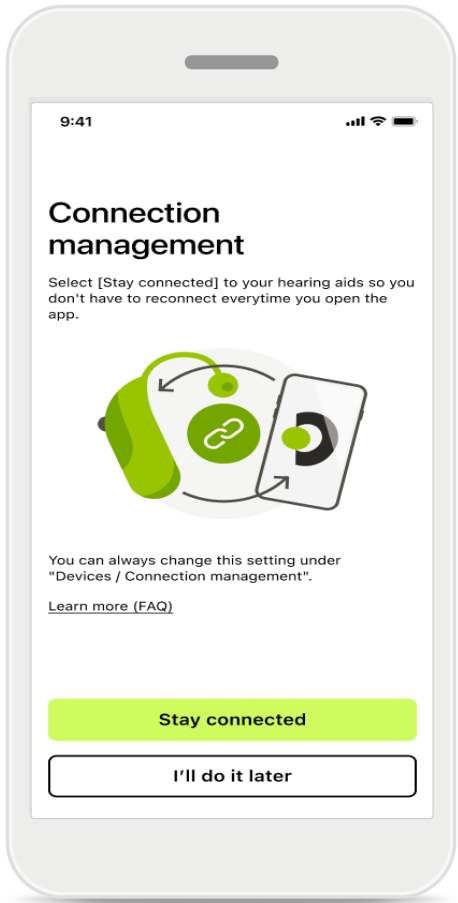 9:41
Connection
management
Select [Stay connected] to your hearing aids so you
don't have to reconnect everytime you open the
app.
You can always change this setting under
"Devices / Connection management".
Learn more (FAQ)
Stay connected
I’ll do it later